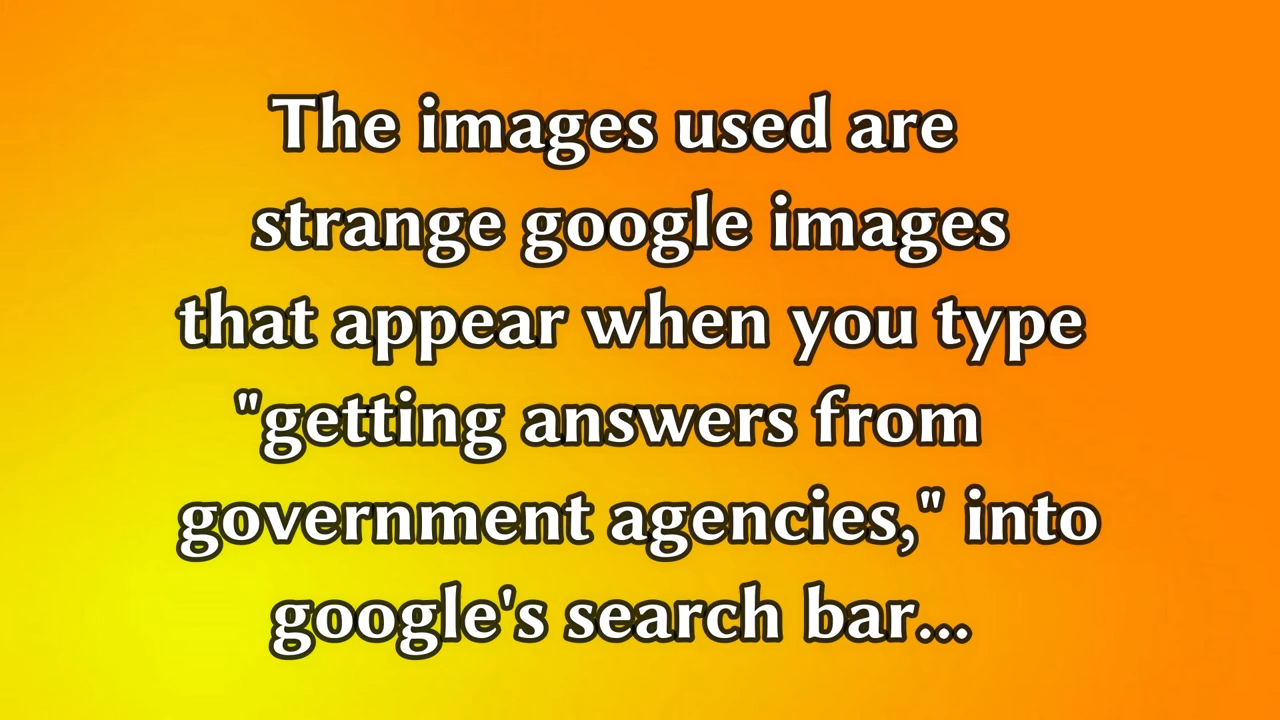 The images used are
strange google images
that appear when you type
"getting answers from
government agencies," into
google's search bar...